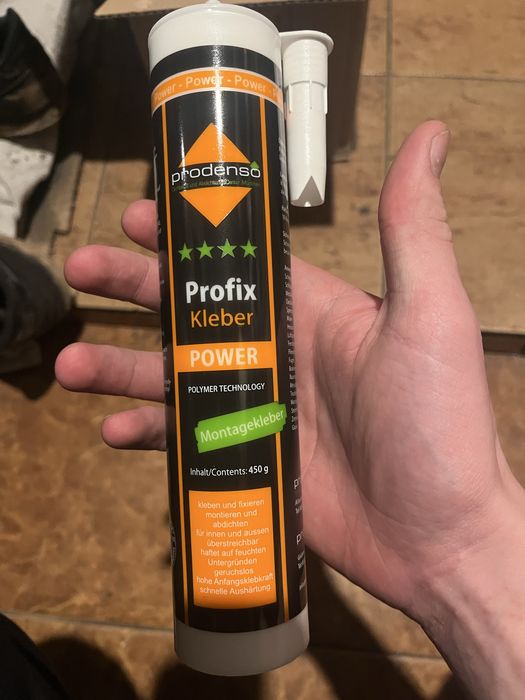 Power - Power - Power - P
prodenso
Profix
Kleber
POWER
POLYMER TECHNOLOGY
Montagekleber
Inhalt/Contents: 450 g
kleben und fixieren
montieren und
abdichten
für innen und aussen
überstreichbar
haftet auf feuchten
Untergründen
geruchslos
hohe Anfangsklebkraft
schnelle Aushärtung